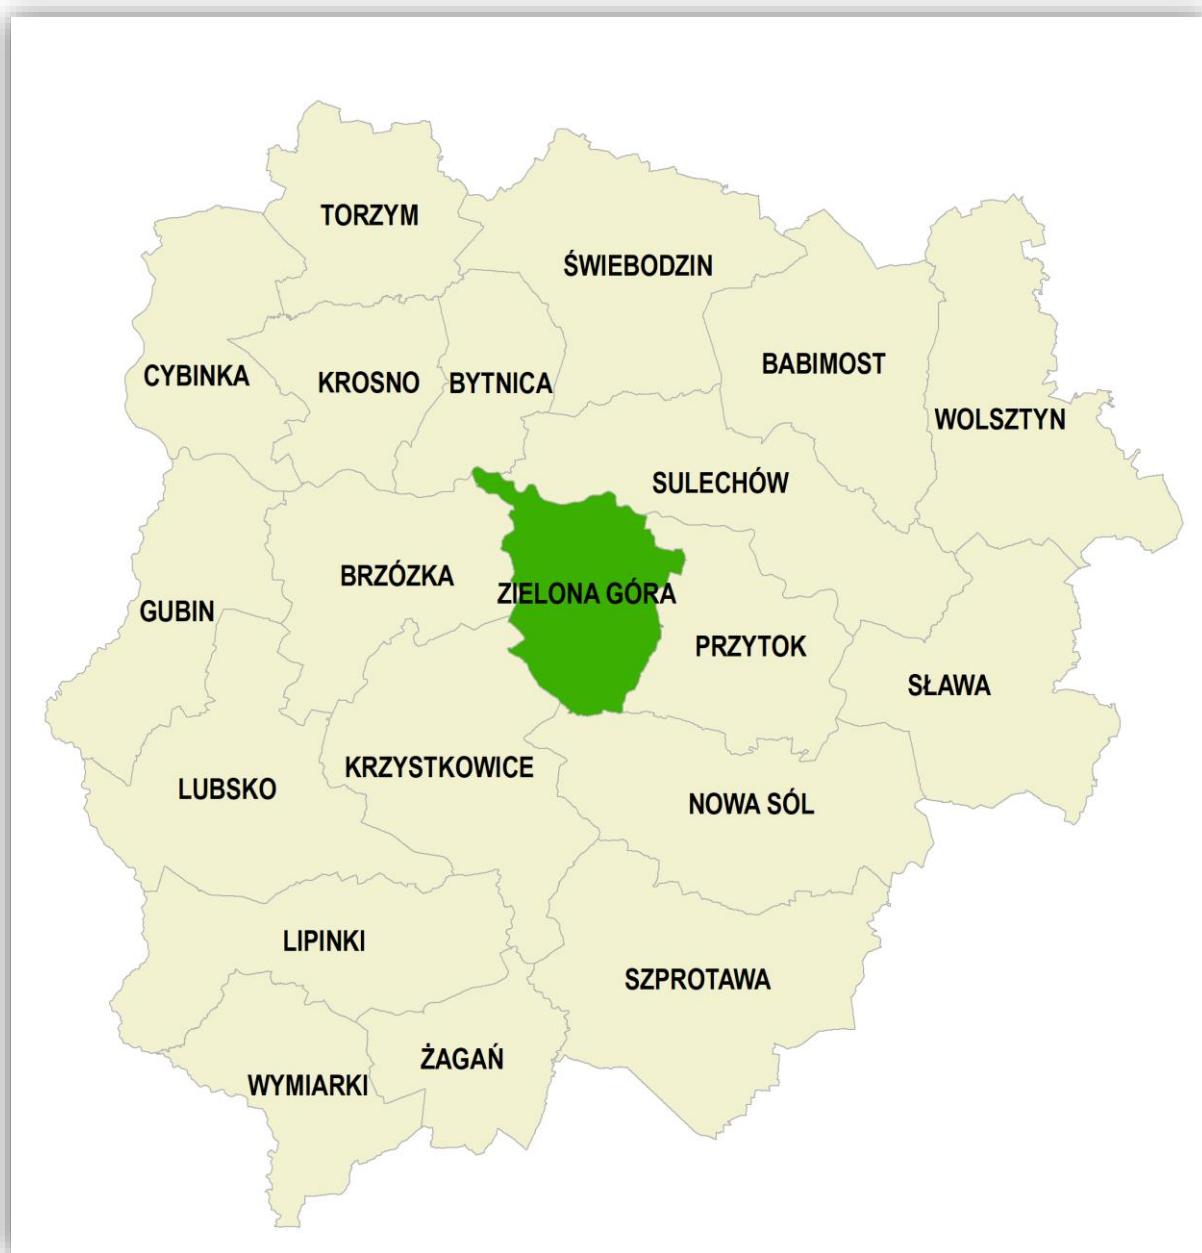 TORZYM
ŚWIEBODZIN
BABIMOST
CYBINKA
KROSNO
BYTNICA
WOLSZTYN
SULECHÓW
BRZÓZKA
ZIELONA GÓRA
GUBIN
PRZYTOK
SŁAWA
KRZYSTKOWICE
LUBSKO
NOWA SÓL
LIPINKI
SZPROTAWA
ŻAGAŃ
WYMIARKI